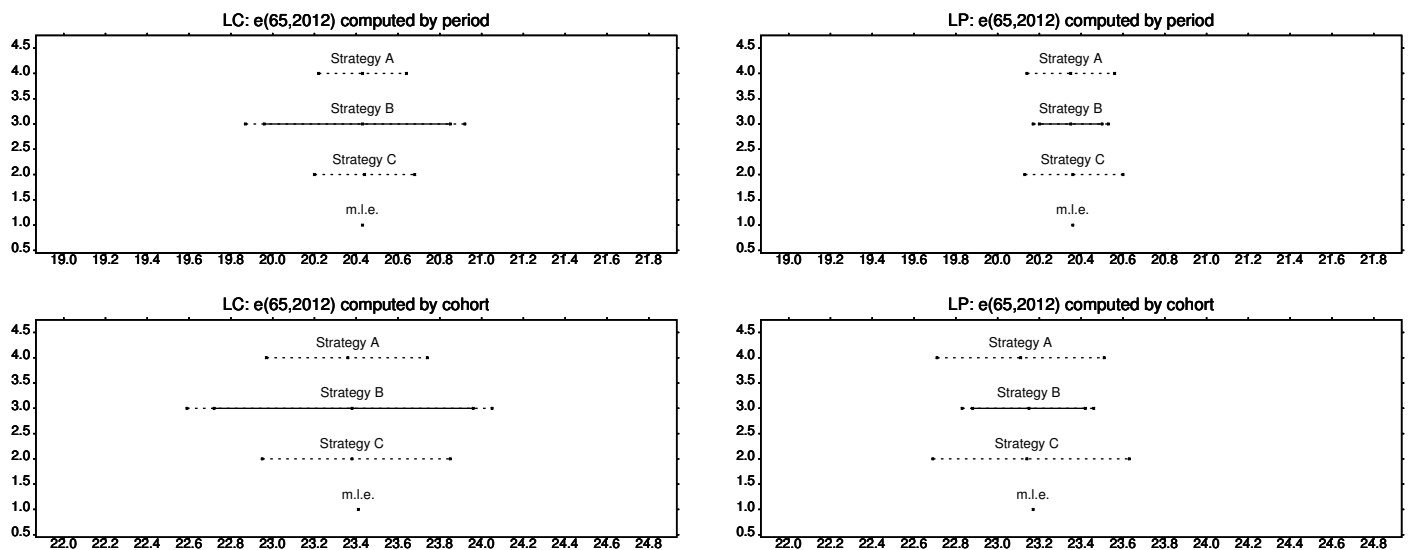 LC: e(65,2012) computed by period
4.5
4.0
3.5
3.0
2.5
2.0
1.5
1.0
0.5
Strategy A
Strategy B
Strategy C
m.l.e.
19.0 19.2 19.4 19.6 19.8 20.0 20.2 20.4 20.6 20.8 21.0 21.2 21.4 21.6 21.8
LP: e(65,2012) computed by period
4.5
4.0
3.5
3.0
2.5
2.0
1.5
1.0
0.5
Strategy A
Strategy B
Strategy C
m.l.e.
19.0 19.2 19.4 19.6 19.8 20.0 20.2 20.4 20.6 20.8 21.0 21.2 21.4 21.6 21.8
LC: e(65,2012) computed by cohort
4.5
4.0
3.5
3.0
2.5
2.0
1.5
1.0
0.5
Strategy A
Strategy B
Strategy C
m.l.e.
22.0 22.2 22.4 22.6 22.8 23.0 23.2 23.4 23.6 23.8 24.0 24.2 24.4 24.6 24.8
LP: e(65,2012) computed by cohort
4.5
4.0
3.5
3.0
2.5
2.0
1.5
1.0
0.5
Strategy A
Strategy B
Strategy C
m.l.e.
22.0 22.2 22.4 22.6 22.8 23.0 23.2 23.4 23.6 23.8 24.0 24.2 24.4 24.6 24.8